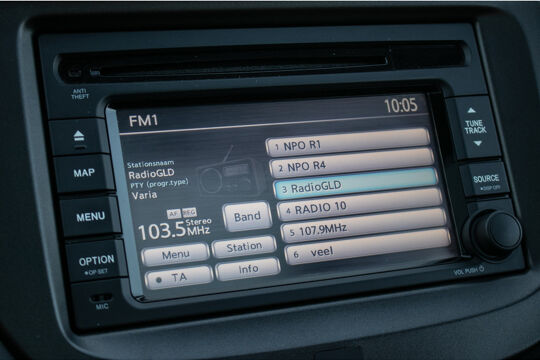 ANTI
THEFT
MAP
MENU
OPTION
OP SET
MIC
FM1
10:05
Stationsnaam
RadioGLD
PTY (progr.type)
Varia
AF REG
103.5 Stereo MHz
Band
Menu
Station
TA
Info
1 NPO R1
2 NPO R4
3 RadioGLD
4 RADIO 10
5 107.9MHz
6 veel
TUNE
TRACK
SOURCE
DISP OFF
VOL PUSH